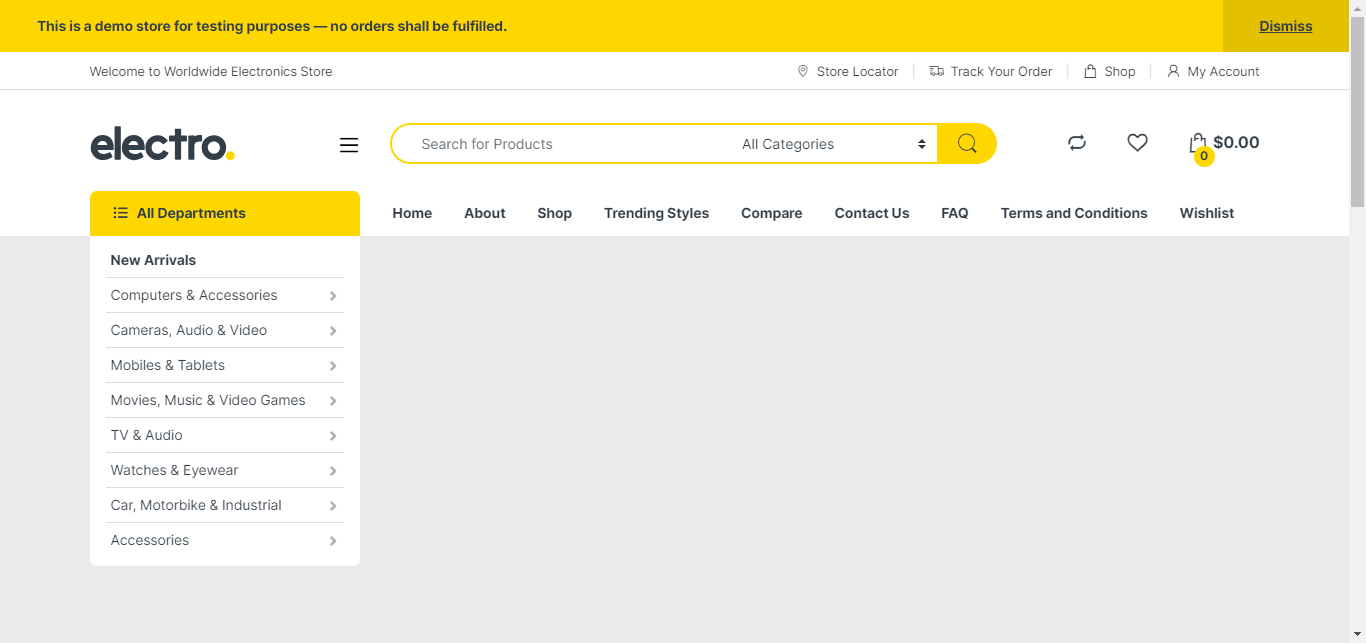 This is a demo store for testing purposes — no orders shall be fulfilled.
Dismiss
Welcome to Worldwide Electronics Store
Store Locator
Track Your Order
Shop
My Account
electro.
Search for Products
All Categories
0
$0.00
All Departments
Home
About
Shop
Trending Styles
Compare
Contact Us
FAQ
Terms and Conditions
Wishlist
New Arrivals
Computers & Accessories
Cameras, Audio & Video
Mobiles & Tablets
Movies, Music & Video Games
TV & Audio
Watches & Eyewear
Car, Motorbike & Industrial
Accessories